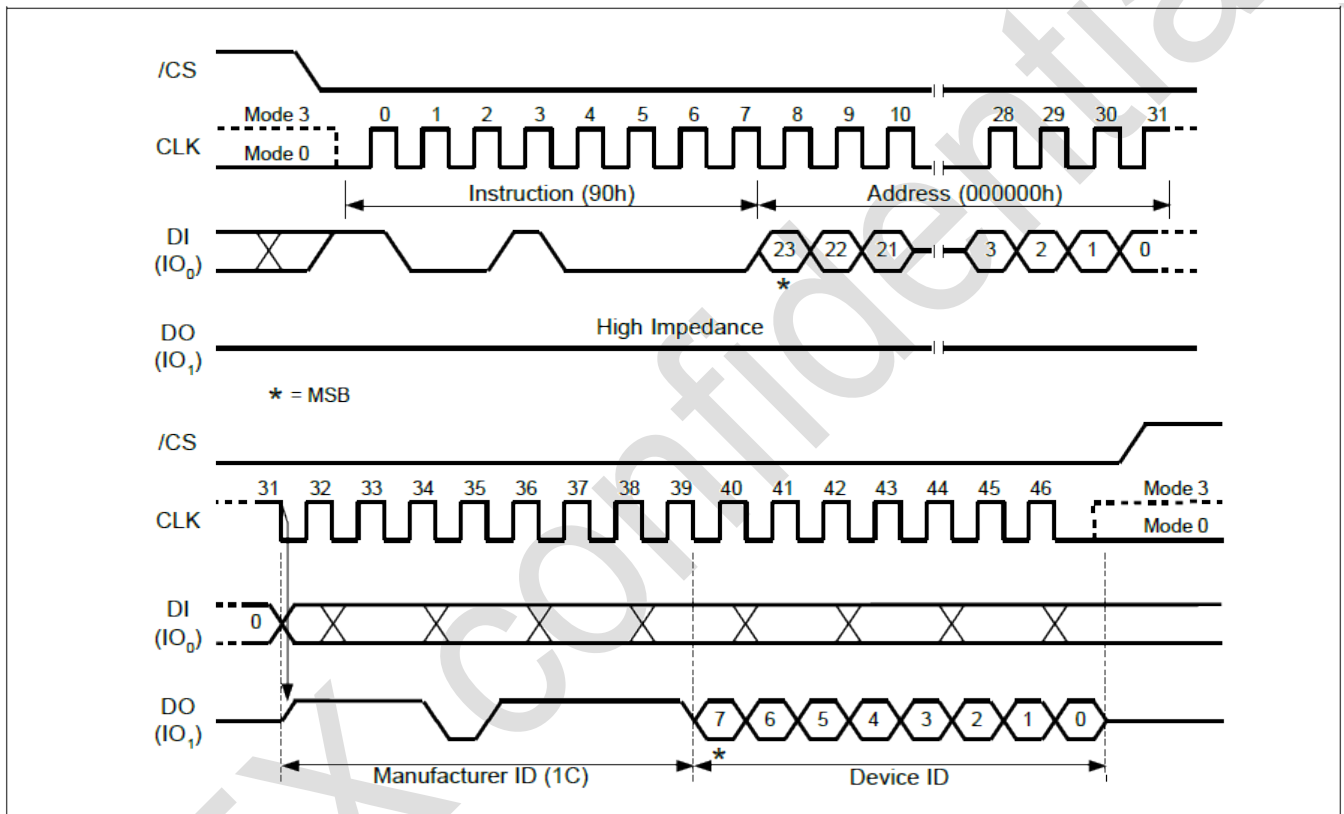 /CS
Mode 3 0 1 2 3 4 5 6 7 8 9 10 28 29 30 31
CLK
Mode 0
Instruction (90h) Address (000000h)
DI
(IO0) 23 22 21 3 2 1 0
*
DO High Impedance
(IO1)
* = MSB
/CS
31 32 33 34 35 36 37 38 39 40 41 42 43 44 45 46 Mode 3
CLK
Mode 0
DI
(IO0) 0
DO
(IO1) 7 6 5 4 3 2 1 0
*
Manufacturer ID (1C) Device ID
X confidential